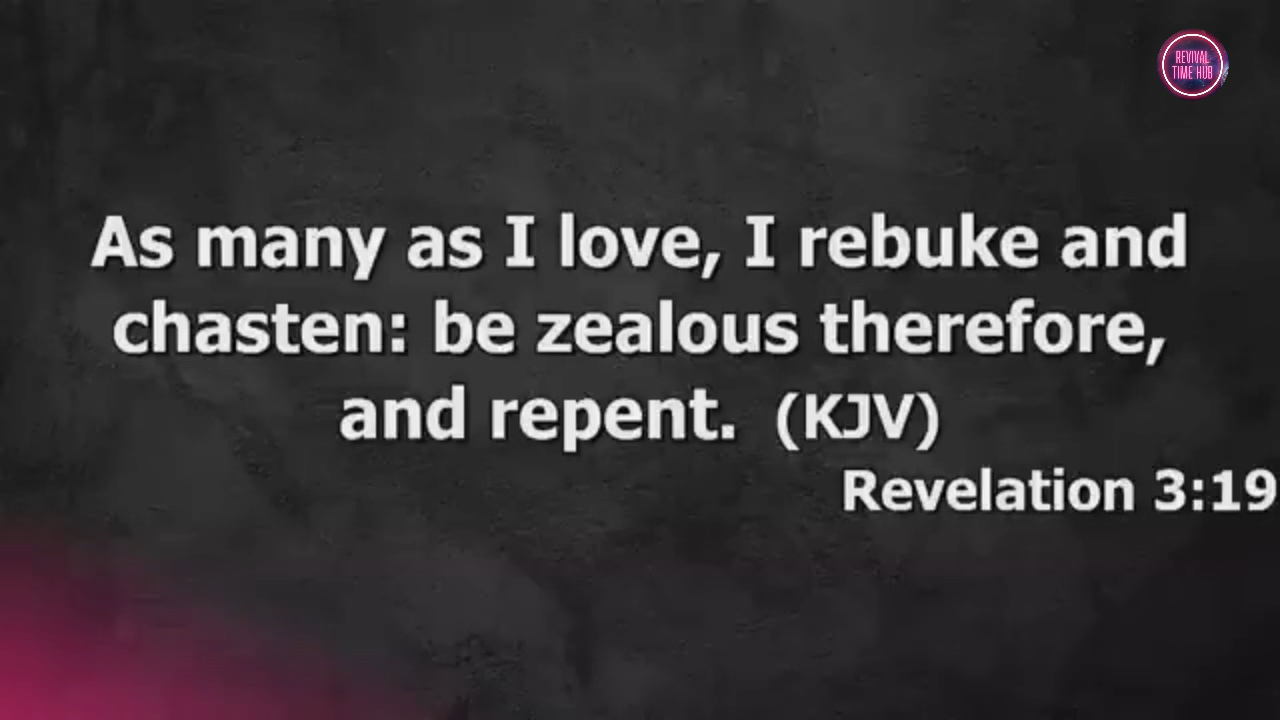 REVIVAL
TIME HUB
As many as I love, I rebuke and
chasten: be zealous therefore,
and repent. (KJV)
Revelation 3:19